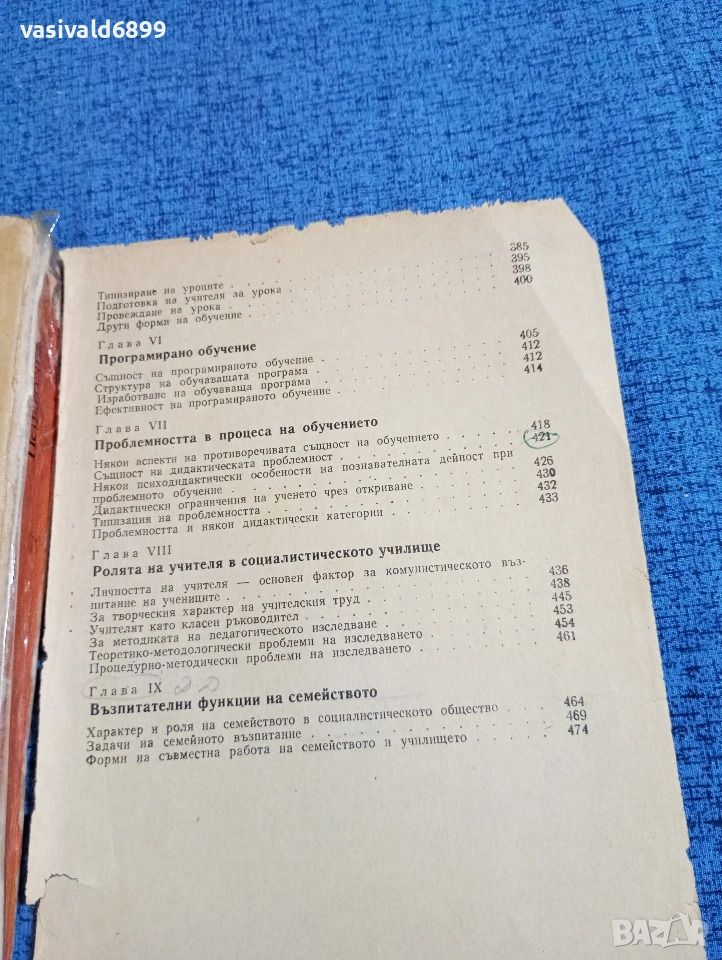 vasivald6899
Типизиране на уроците . . . 385
Подготовка на учителя за урока . . . 395
Провеждане на урока . . . 398
Други форми на обучение . . . 400
Глава VI
Програмирано обучение
Същност на програмираното обучение . . . 405
Структура на обучаващата програма . . . 412
Изработване на обучаваща програма . . . 412
Ефективност на програмираното обучение . . . 414
Глава VII
Проблемността в процеса на обучението
Някои аспекти на противоречивата същност на обучението . . . 418
Същност на дидактическата проблемност . . . 421
Някои психодидактически особености на познавателната дейност при
проблемното обучение . . . 426
Дидактически ограничения на ученето чрез откриване . . . 430
Типизация на проблемността . . . 432
Проблемността и някои дидактически категории . . . 433
Глава VIII
Ролята на учителя в социалистическото училище
Личността на учителя — основен фактор за комунистическото въз-
питание на учениците . . . 436
За творческия характер на учителския труд . . . 438
Учителят като класен ръководител . . . 445
За методиката на педагогическото изследване . . . 453
Теоретико-методологически проблеми на изследването . . . 454
Процедурно-методически проблеми на изследването . . . 461
Глава IX
Възпитателни функции на семейството
Характер и роля на семейството в социалистическото общество . . . 464
Задачи на семейното възпитание . . . 469
Форми на съвместна работа на семейството и училището . . . 474
BAZAR